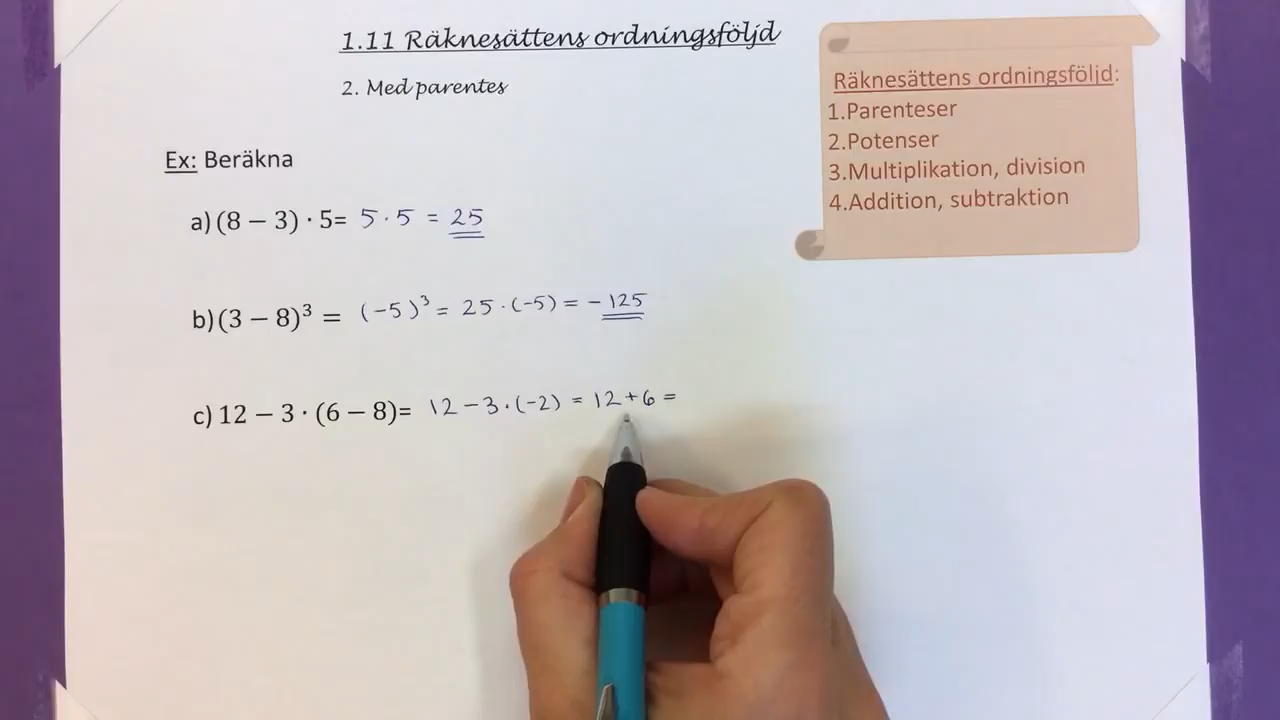 1.11 Räknesättens ordningsföljd
2. Med parentes
Räknesättens ordningsföljd:
1.Parenteser
2.Potenser
3.Multiplikation, division
4.Addition, subtraktion
Ex: Beräkna
a) (8 − 3) · 5= 5 · 5 = 25
b) (3 − 8)³ = (−5)³ = 25 · (−5) = −125
c) 12 − 3 · (6 − 8)= 12 − 3 · (−2) = 12 + 6 =